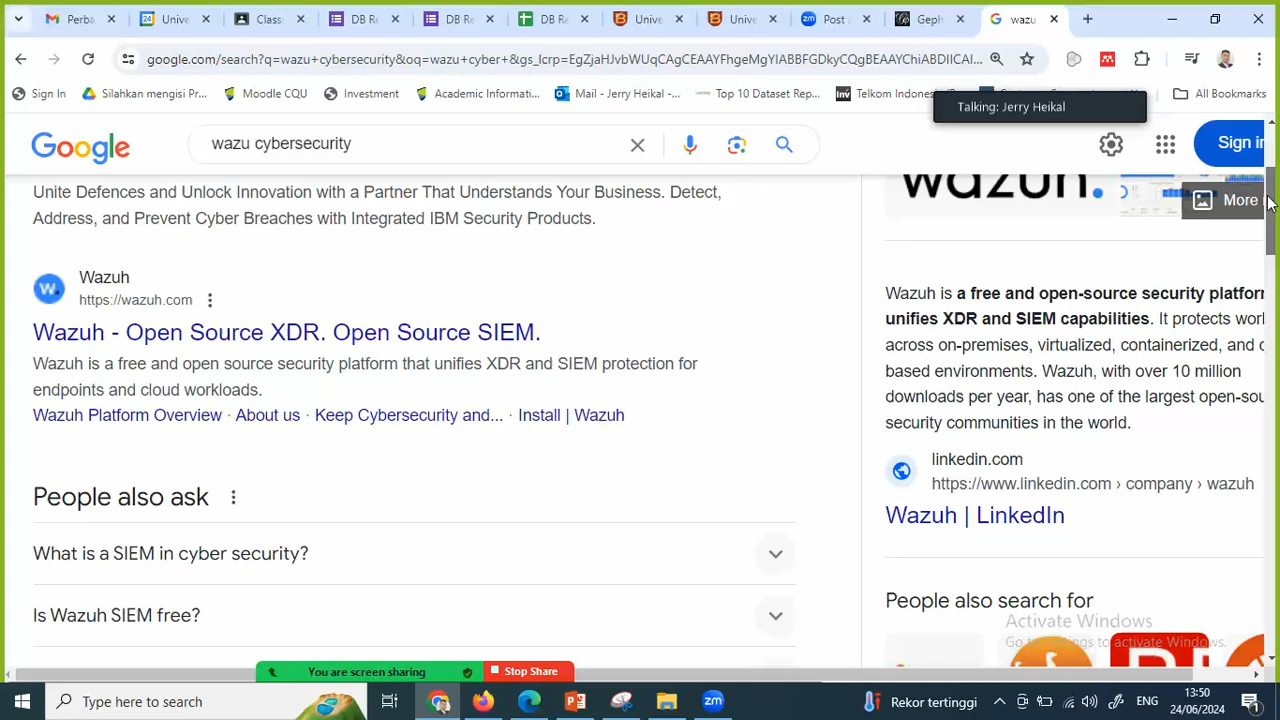 Perba
Unive
Class
DB Re
DB Re
DB Re
Unive
Unive
Post
Geph
wazu
google.com/search?q=wazu+cybersecurity&oq=wazu+cyber+&gs_lcrp=EgZjaHJvbWUqCAgCEAAYFhgeMgYIABBFGDkyCQgBEAAYChiABDIICAI...
Sign In
Silahkan mengisi Pr...
Moodle CQU
Investment
Academic Informati...
Mail - Jerry Heikal -...
Top 10 Dataset Rep...
Inv
Telkom Indones
All Bookmarks
Talking: Jerry Heikal
Google
wazu cybersecurity
Sign in
Unite Defences and Unlock Innovation with a Partner That Understands Your Business. Detect,
Address, and Prevent Cyber Breaches with Integrated IBM Security Products.
Wazuh
https://wazuh.com
Wazuh - Open Source XDR. Open Source SIEM.
Wazuh is a free and open source security platform that unifies XDR and SIEM protection for
endpoints and cloud workloads.
Wazuh Platform Overview · About us · Keep Cybersecurity and... · Install | Wazuh
People also ask
What is a SIEM in cyber security?
Is Wazuh SIEM free?
wazuh.
More
Wazuh is a free and open-source security platfor
unifies XDR and SIEM capabilities. It protects wor
across on-premises, virtualized, containerized, and c
based environments. Wazuh, with over 10 million
downloads per year, has one of the largest open-sou
security communities in the world.
linkedin.com
https://www.linkedin.com › company › wazuh
Wazuh | LinkedIn
People also search for
Activate Windows
Go to Settings to activate Windows.
You are screen sharing
Stop Share
Type here to search
Rekor tertinggi
ENG
13:50
24/06/2024
1